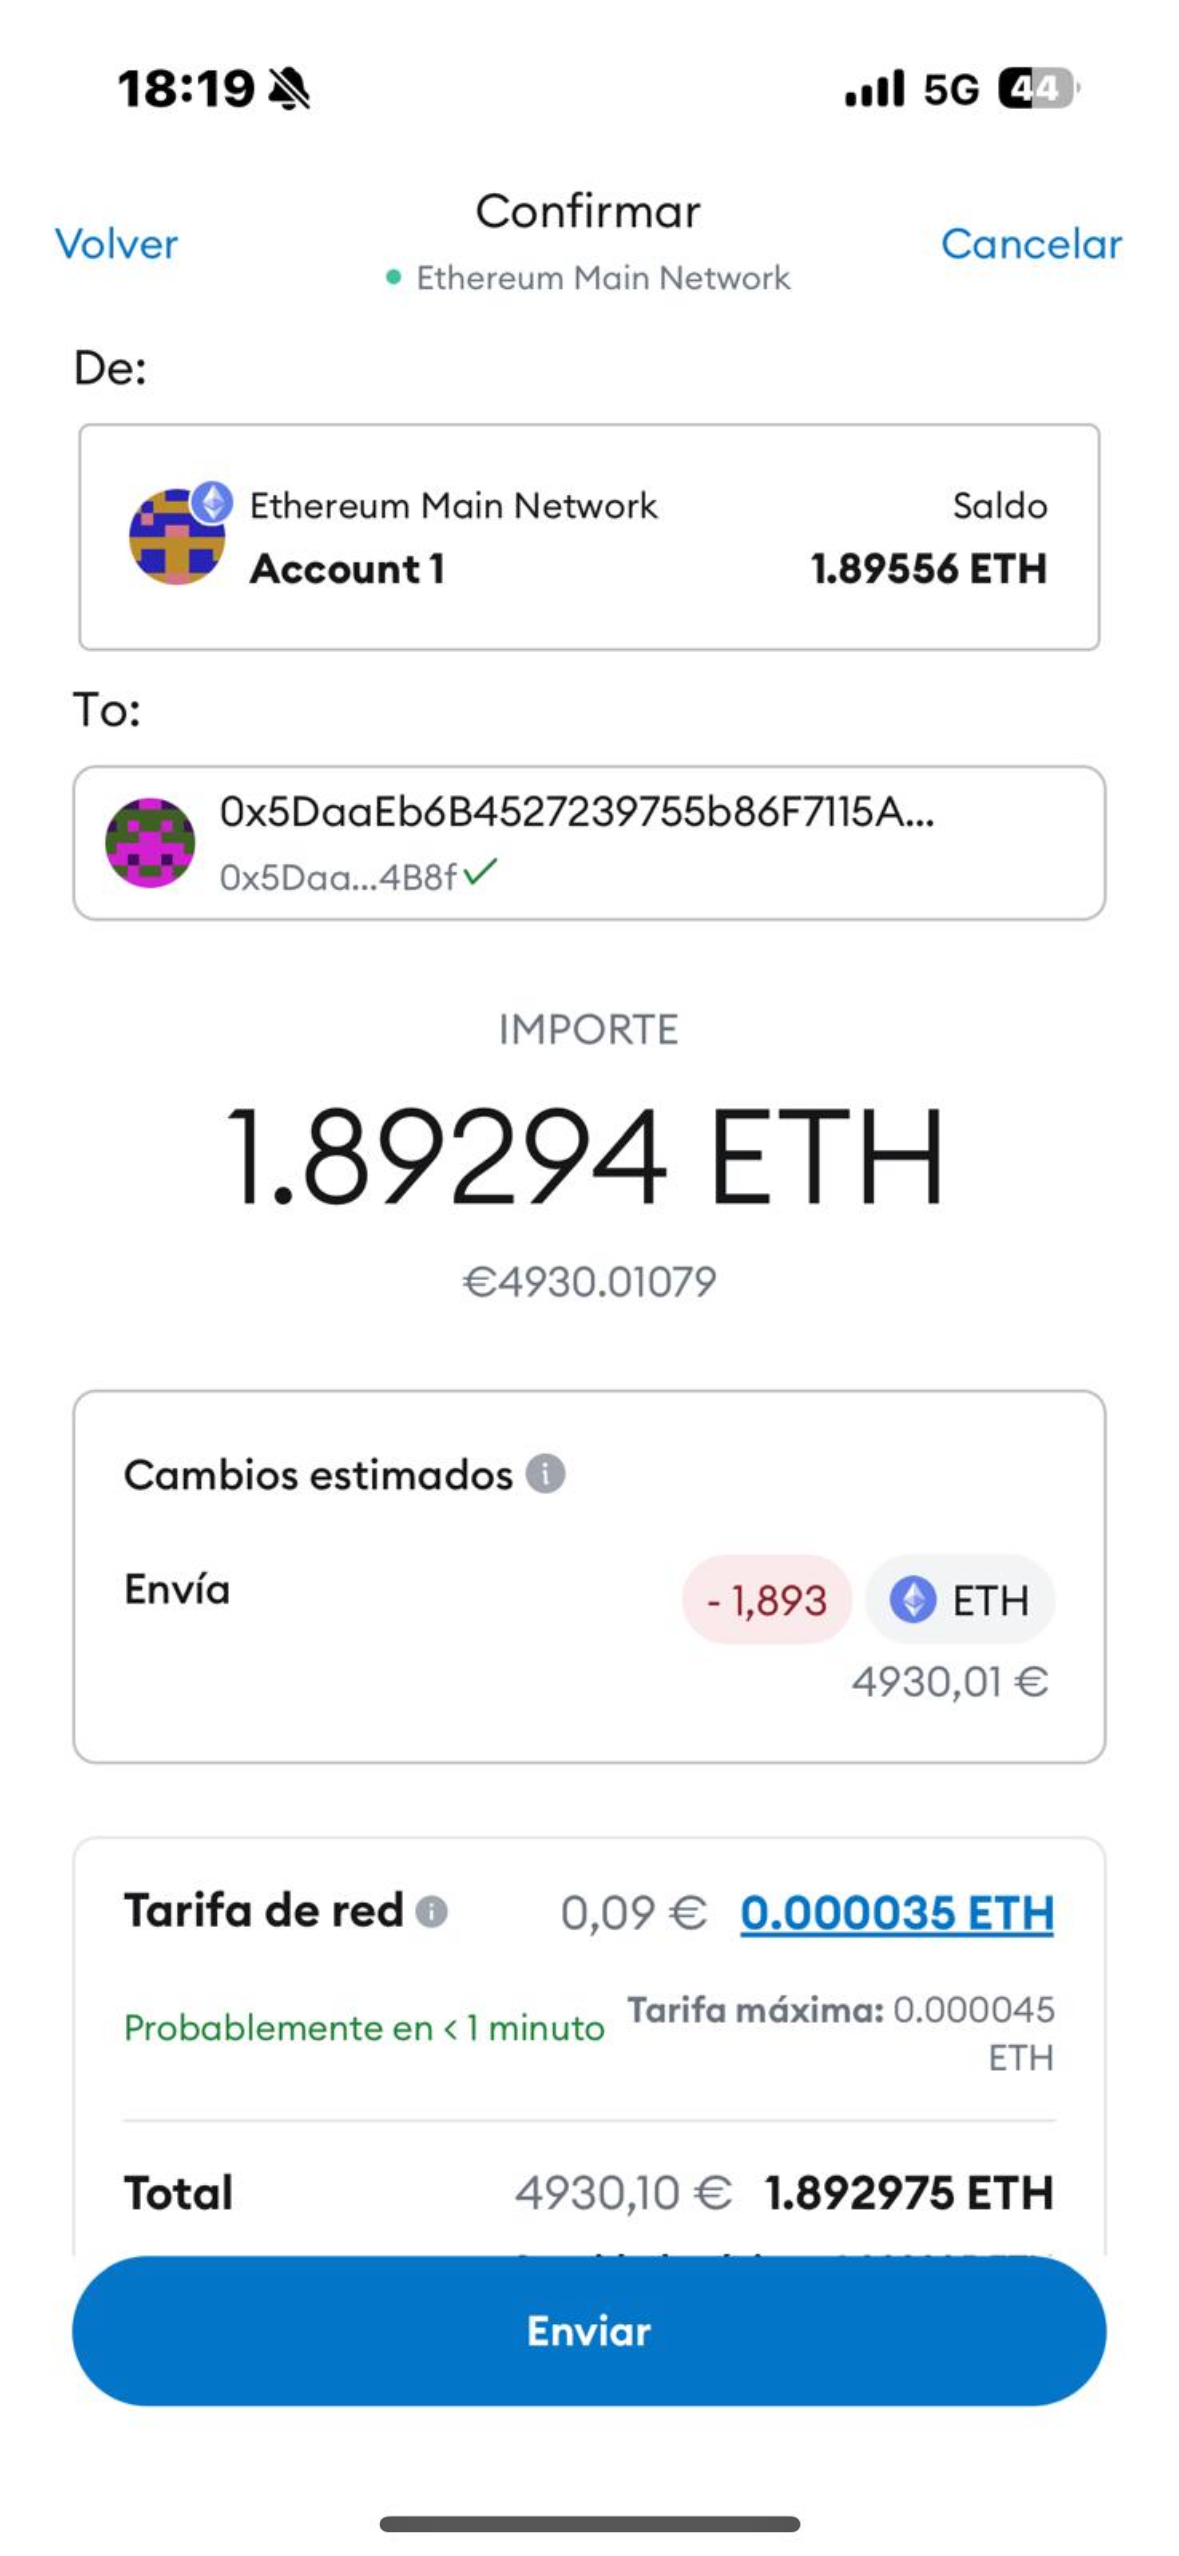 18:19
5G 44
Confirmar
Volver
Cancelar
Ethereum Main Network
De:
Ethereum Main Network Saldo
Account 1 1.89556 ETH
To:
0x5DaaEb6B4527239755b86F7115A...
0x5Daa...4B8f
IMPORTE
1.89294 ETH
€4930.01079
Cambios estimados
Envía - 1,893 ETH
4930,01 €
Tarifa de red 0,09 € 0.000035 ETH
Probablemente en < 1 minuto
Tarifa máxima: 0.000045
ETH
Total 4930,10 € 1.892975 ETH
Enviar